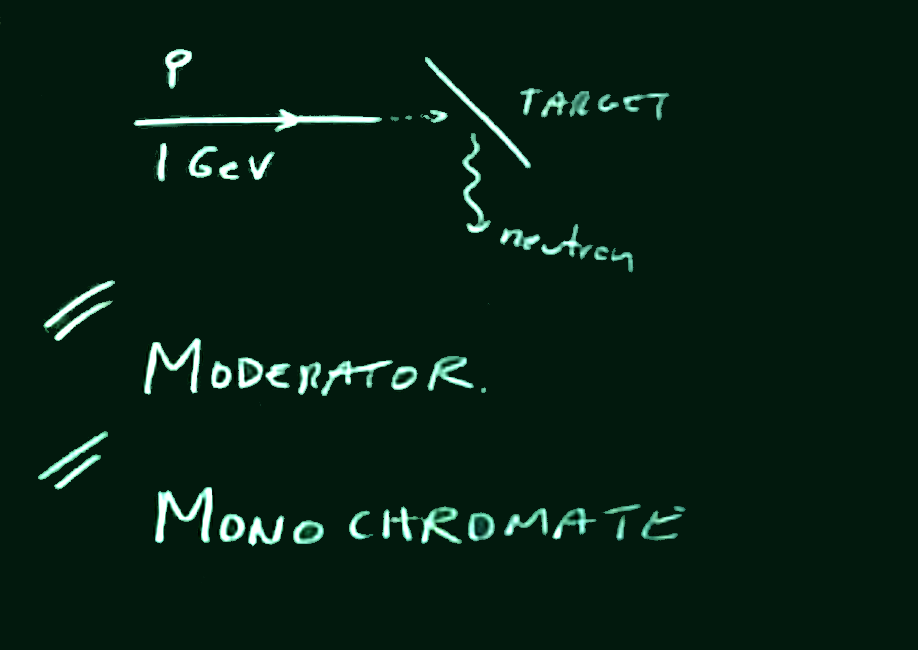 P
TARGET
1 GeV
neutron
MODERATOR.
MONOCHROMATE